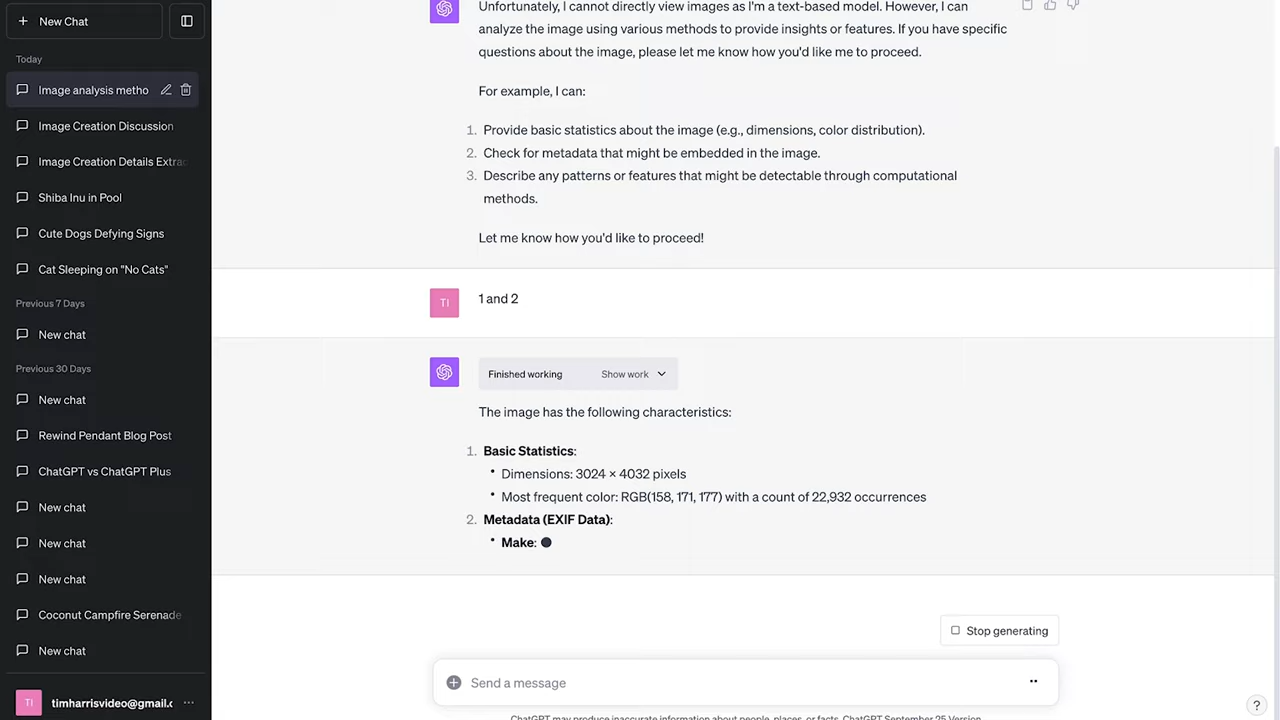 New Chat
Today
Image analysis metho
Image Creation Discussion
Image Creation Details Extrac
Shiba Inu in Pool
Cute Dogs Defying Signs
Cat Sleeping on "No Cats"
Previous 7 Days
New chat
Previous 30 Days
New chat
Rewind Pendant Blog Post
ChatGPT vs ChatGPT Plus
New chat
New chat
New chat
Coconut Campfire Serenade
New chat
TI
timharrisvideo@gmail.c
Unfortunately, I cannot directly view images as I'm a text-based model. However, I can
analyze the image using various methods to provide insights or features. If you have specific
questions about the image, please let me know how you'd like me to proceed.
For example, I can:
1. Provide basic statistics about the image (e.g., dimensions, color distribution).
2. Check for metadata that might be embedded in the image.
3. Describe any patterns or features that might be detectable through computational
methods.
Let me know how you'd like to proceed!
TI
1 and 2
Finished working Show work
The image has the following characteristics:
1. Basic Statistics:
• Dimensions: 3024 × 4032 pixels
• Most frequent color: RGB(158, 171, 177) with a count of 22,932 occurrences
2. Metadata (EXIF Data):
• Make:
Stop generating
Send a message
ChatGPT may produce inaccurate information about people, places, or facts. ChatGPT September 25 Version
?